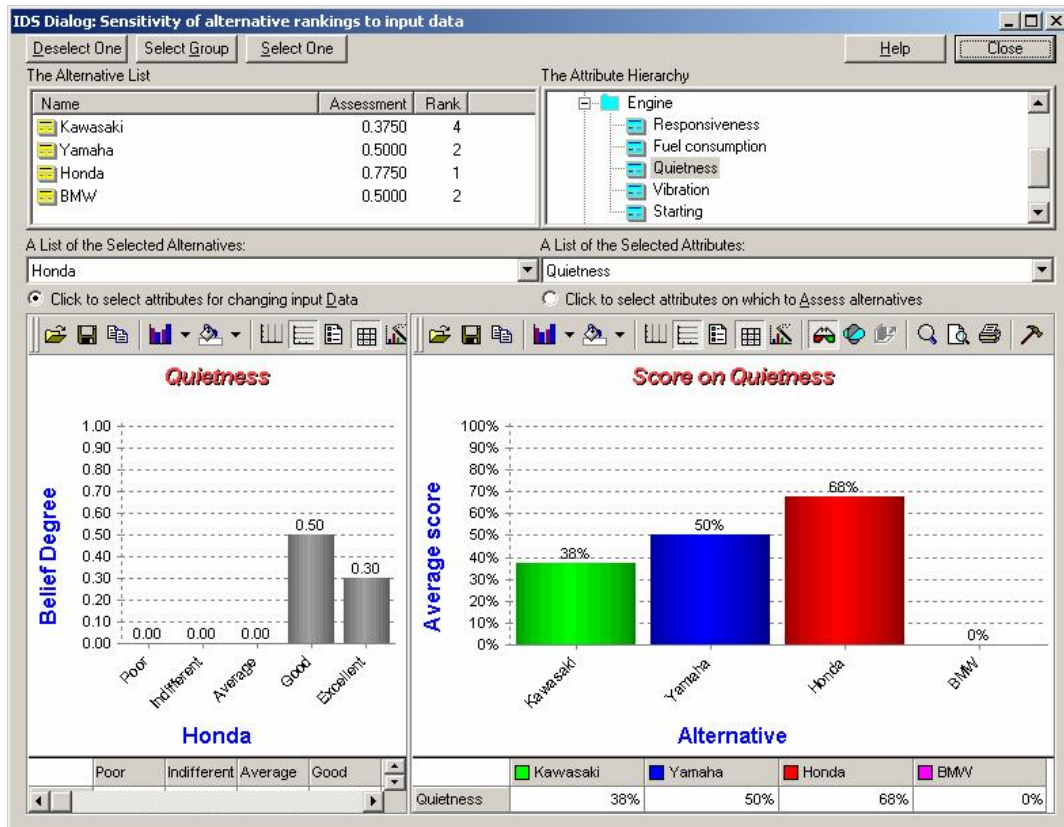 IDS Dialog: Sensitivity of alternative rankings to input data
Deselect One Select Group Select One Help Close
The Alternative List
Name Assessment Rank
Kawasaki 0.3750 4
Yamaha 0.5000 2
Honda 0.7750 1
BMW 0.5000 2
The Attribute Hierarchy
Engine
Responsiveness
Fuel consumption
Quietness
Vibration
Starting
A List of the Selected Alternatives:
Honda
A List of the Selected Attributes:
Quietness
Click to select attributes for changing input Data
Click to select attributes on which to Assess alternatives
Quietness
Belief Degree
1.00
0.90
0.80
0.70
0.60
0.50
0.40
0.30
0.20
0.10
0.00
0.00 0.00 0.00 0.50 0.30
Poor Indifferent Average Good Excellent
Honda
Poor Indifferent Average Good
Score on Quietness
Average score
100%
90%
80%
70%
60%
50%
40%
30%
20%
10%
0%
38% 50% 68% 0%
Kawasaki Yamaha Honda BMW
Alternative
Kawasaki Yamaha Honda BMW
Quietness 38% 50% 68% 0%